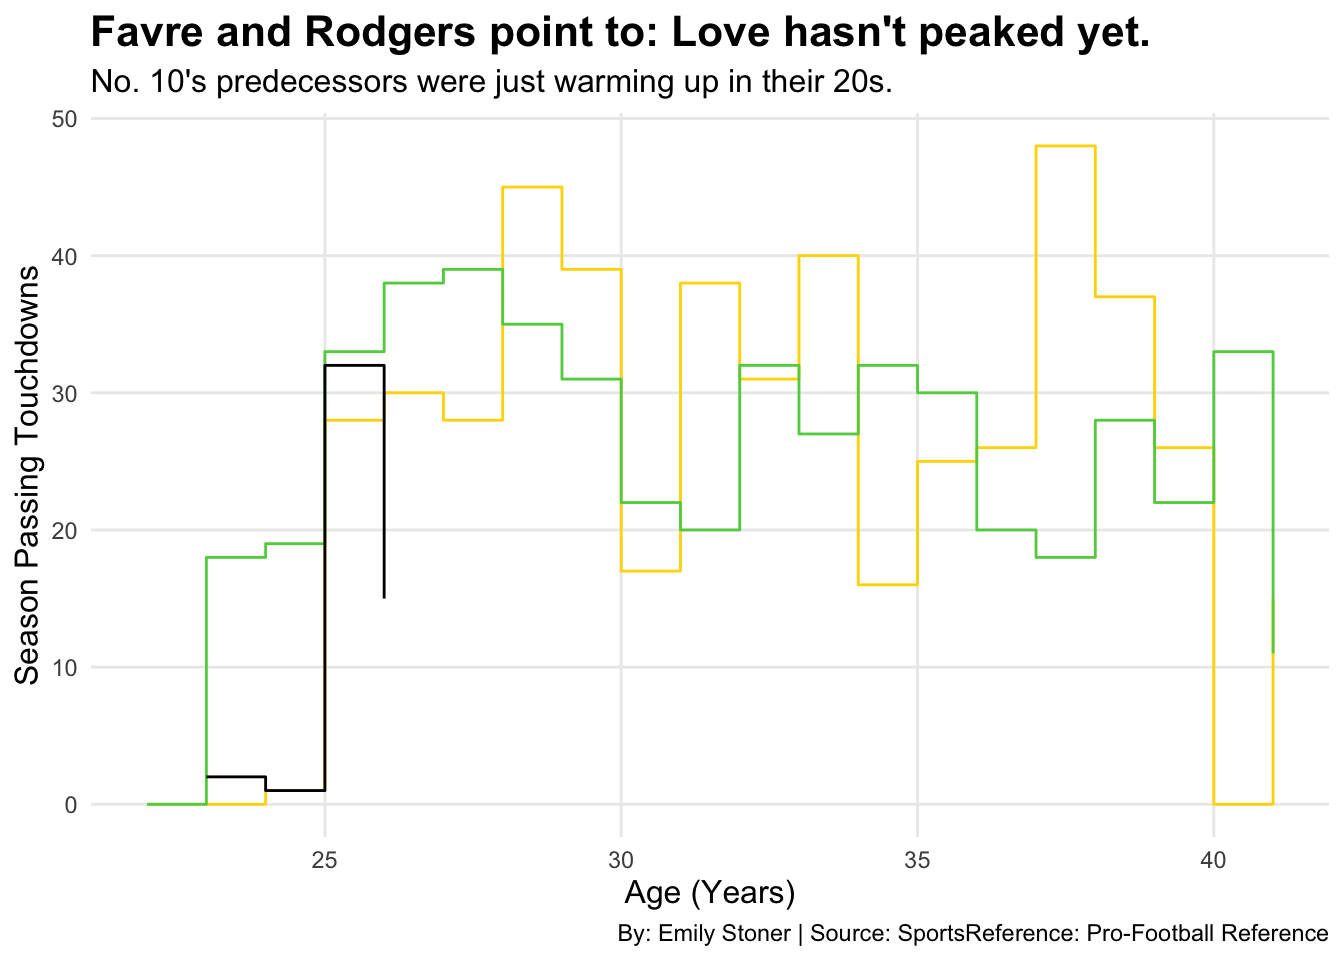 Favre and Rodgers point to: Love hasn't peaked yet.
No. 10's predecessors were just warming up in their 20s.
50
40
30
20
10
0
Season Passing Touchdowns
25
30
35
40
Age (Years)
By: Emily Stoner | Source: SportsReference: Pro-Football Reference